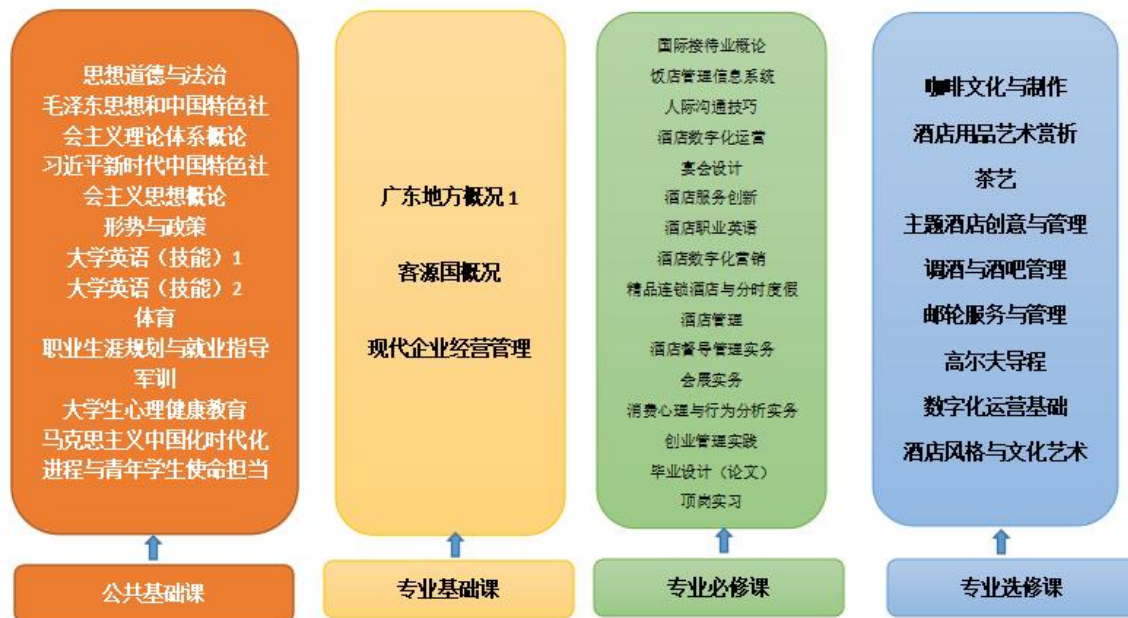 思想道德与法治
毛泽东思想和中国特色社
会主义理论体系概论
习近平新时代中国特色社
会主义思想概论
形势与政策
大学英语（技能）1
大学英语（技能）2
体育
职业生涯规划与就业指导
军训
大学生心理健康教育
马克思主义中国化时代化
进程与青年学生使命担当
公共基础课
广东地方概况 1
客源国概况
现代企业经营管理
专业基础课
国际接待业概论
饭店管理信息系统
人际沟通技巧
酒店数字化运营
宴会设计
酒店服务创新
酒店职业英语
酒店数字化营销
精品连锁酒店与分时度假
酒店管理
酒店督导管理实务
会展实务
消费心理与行为分析实务
创业管理实践
毕业设计（论文）
顶岗实习
专业必修课
咖啡文化与制作
酒店用品艺术赏析
茶艺
主题酒店创意与管理
调酒与酒吧管理
邮轮服务与管理
高尔夫导程
数字化运营基础
酒店风格与文化艺术
专业选修课